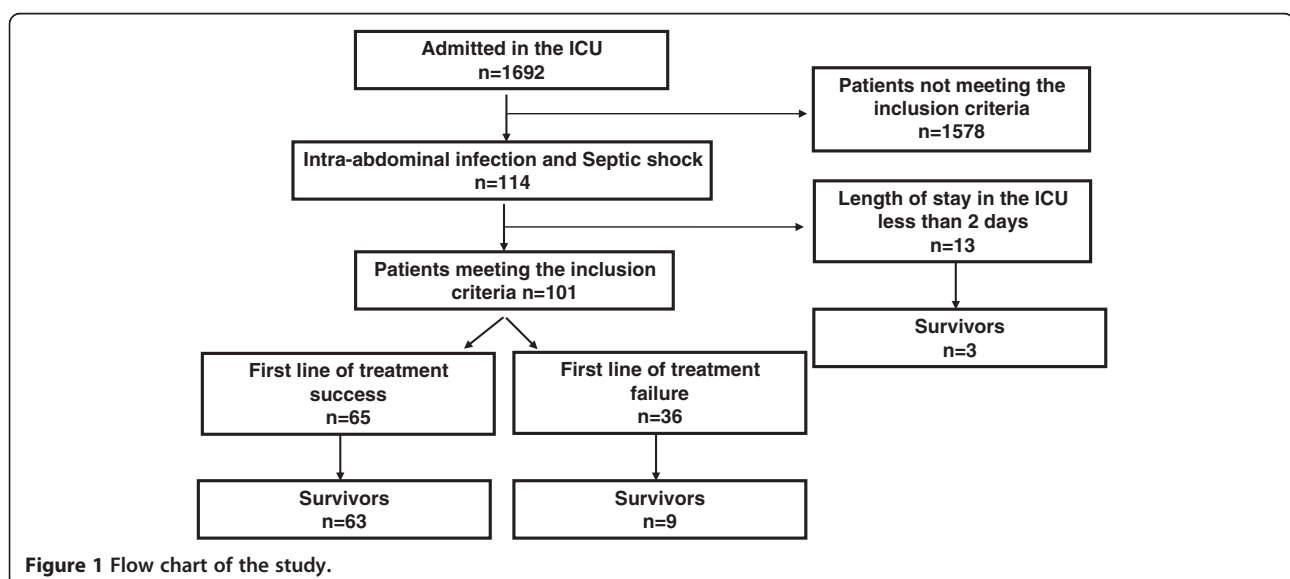 Admitted in the ICU
n=1692
Patients not meeting the
inclusion criteria
n=1578
Intra-abdominal infection and Septic shock
n=114
Length of stay in the ICU
less than 2 days
n=13
Patients meeting the inclusion
criteria n=101
Survivors
n=3
First line of treatment
success
n=65
First line of treatment
failure
n=36
Survivors
n=63
Survivors
n=9
Figure 1 Flow chart of the study.